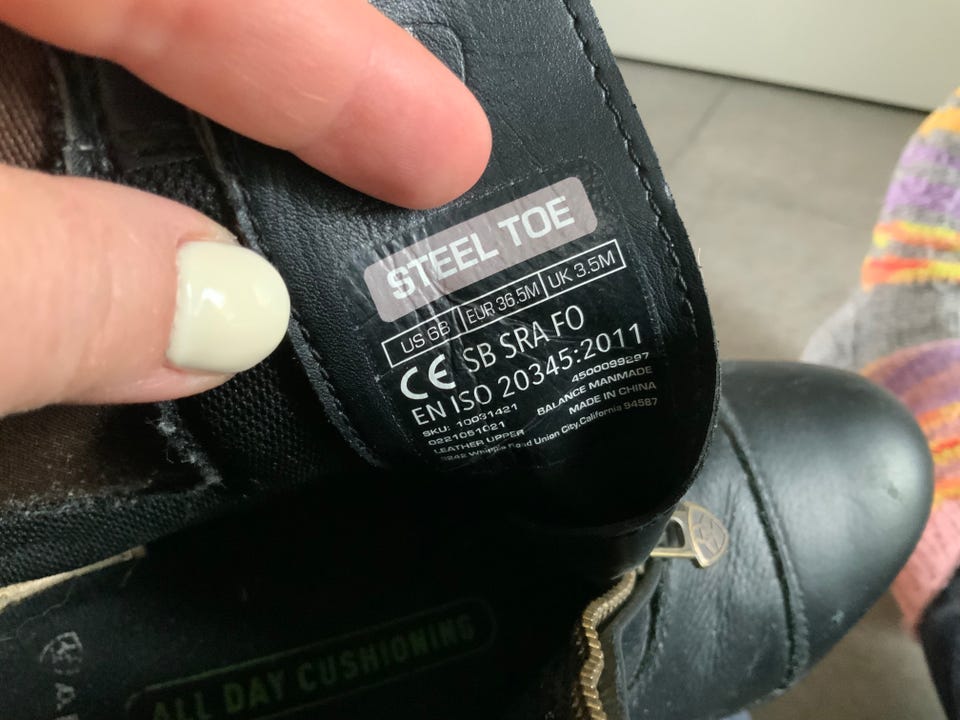 STEEL TOE
US 6B EUR 36.5M UK 3.5M
CE SB SRA FO
EN ISO 20345:2011
SKU: 10031421 4500099297
0221051021 BALANCE MANMADE
LEATHER UPPER MADE IN CHINA
Union City, California 94587
ALL DAY CUSHIONING